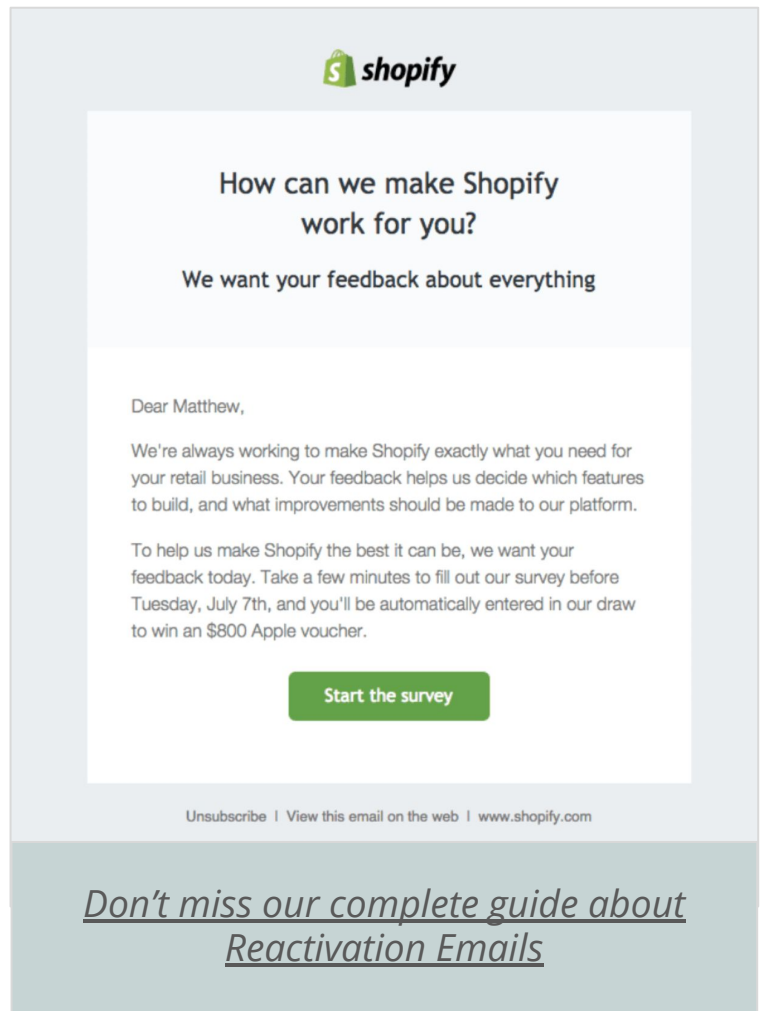 shopify
How can we make Shopify
work for you?
We want your feedback about everything
Dear Matthew,
We're always working to make Shopify exactly what you need for
your retail business. Your feedback helps us decide which features
to build, and what improvements should be made to our platform.
To help us make Shopify the best it can be, we want your
feedback today. Take a few minutes to fill out our survey before
Tuesday, July 7th, and you'll be automatically entered in our draw
to win an $800 Apple voucher.
Start the survey
Unsubscribe | View this email on the web | www.shopify.com
Don’t miss our complete guide about
Reactivation Emails